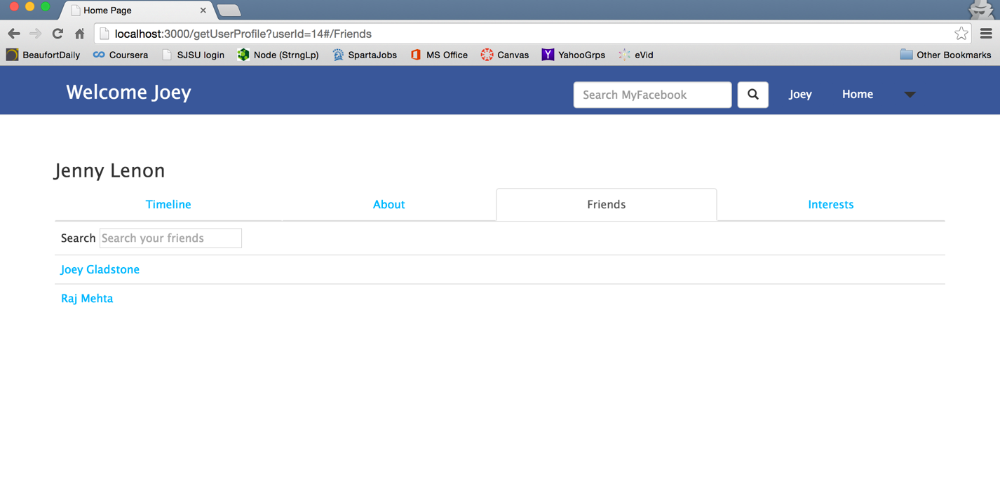 Home Page
localhost:3000/getUserProfile?userId=14#/Friends
BeaufortDaily Coursera SJSU login Node (StrngLp) SpartaJobs MS Office Canvas Y YahooGrps eVid Other Bookmarks
Welcome Joey Search MyFacebook Joey Home
Jenny Lenon
Timeline About Friends Interests
Search Search your friends
Joey Gladstone
Raj Mehta